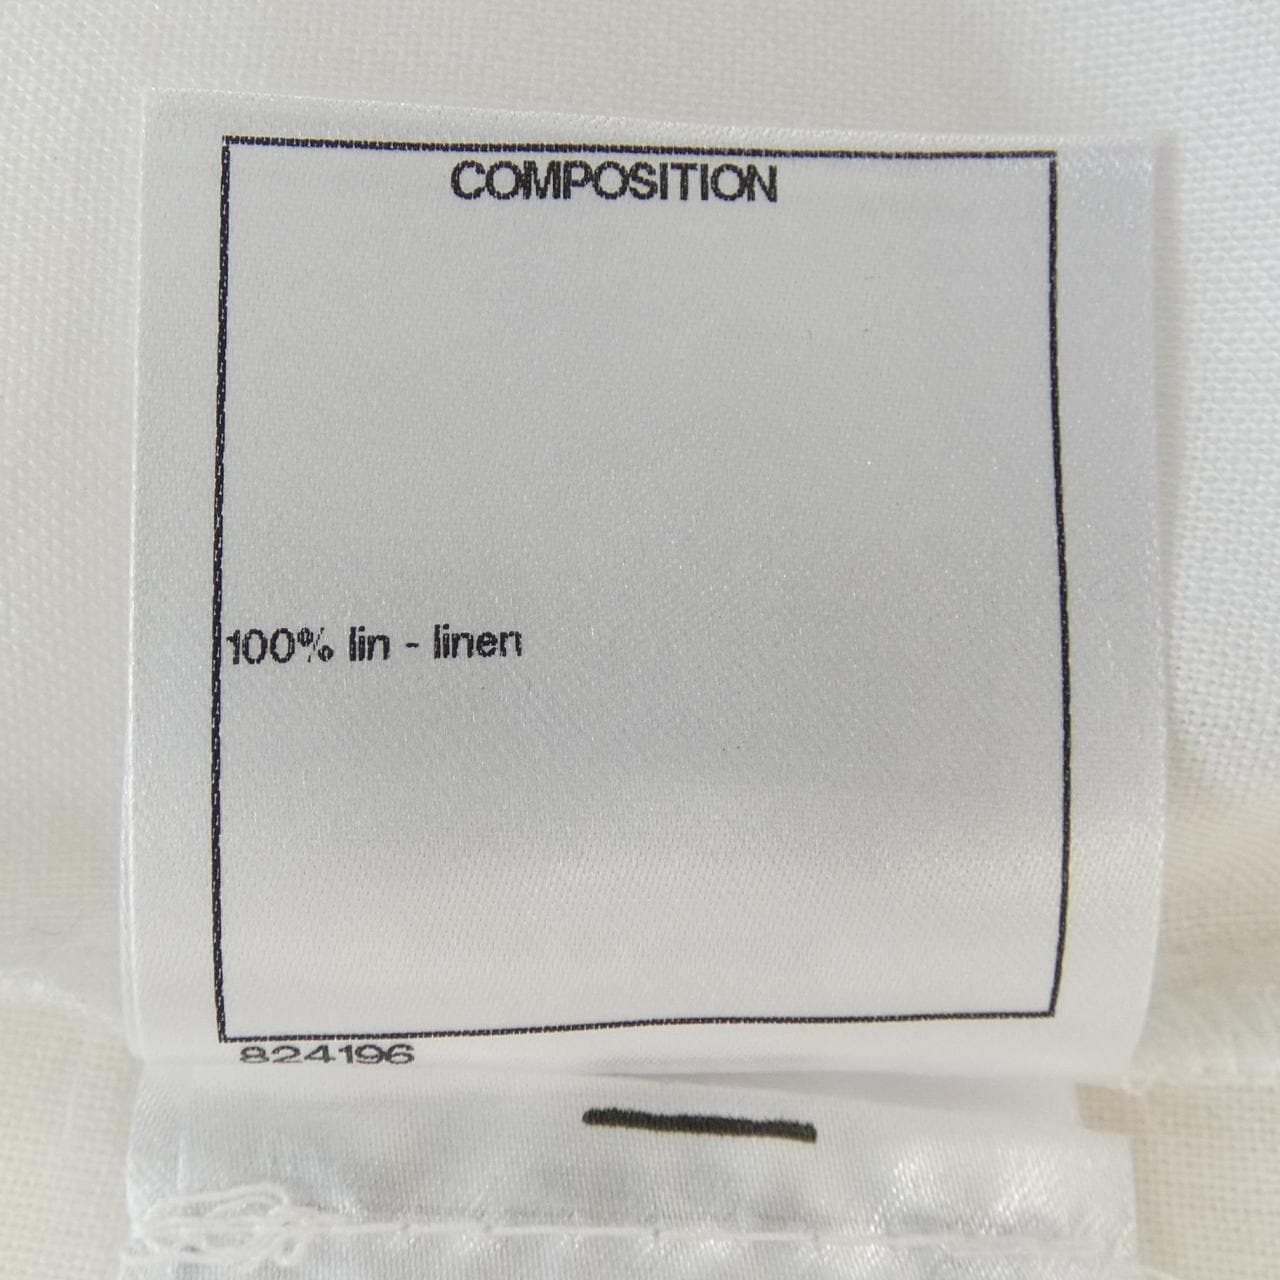 COMPOSITION
100% lin - linen
824196